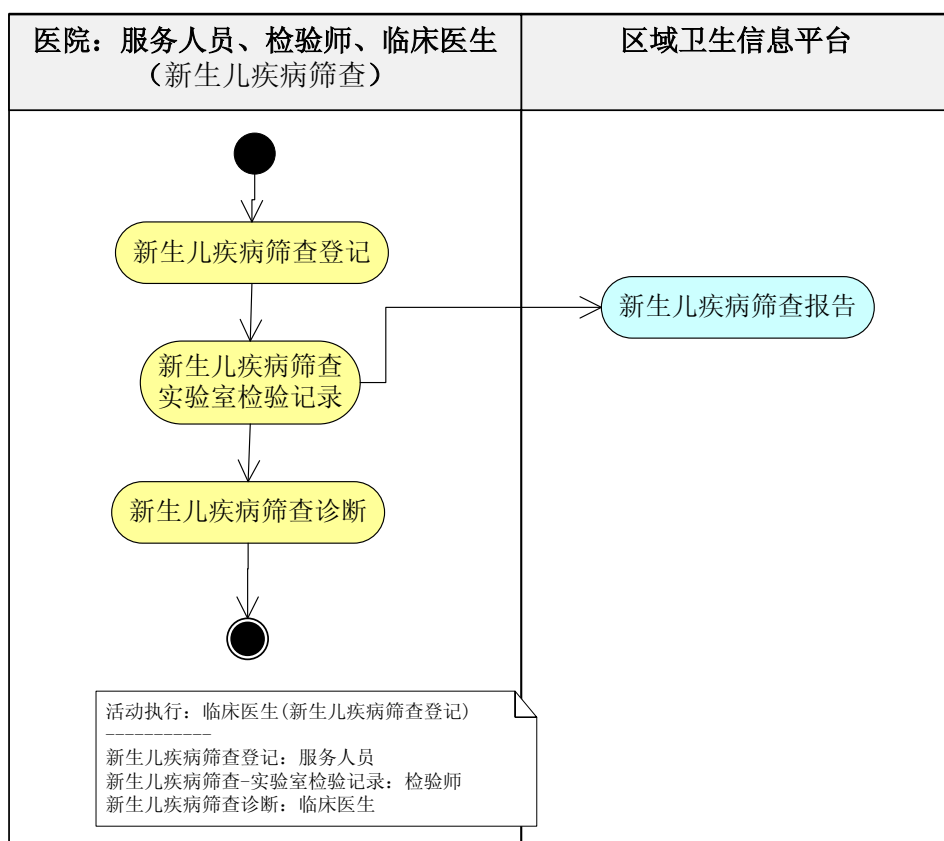 医院：服务人员、检验师、临床医生
（新生儿疾病筛查）
区域卫生信息平台
新生儿疾病筛查登记
新生儿疾病筛查报告
新生儿疾病筛查
实验室检验记录
新生儿疾病筛查诊断
活动执行：临床医生(新生儿疾病筛查登记)
-----------
新生儿疾病筛查登记：服务人员
新生儿疾病筛查-实验室检验记录：检验师
新生儿疾病筛查诊断：临床医生